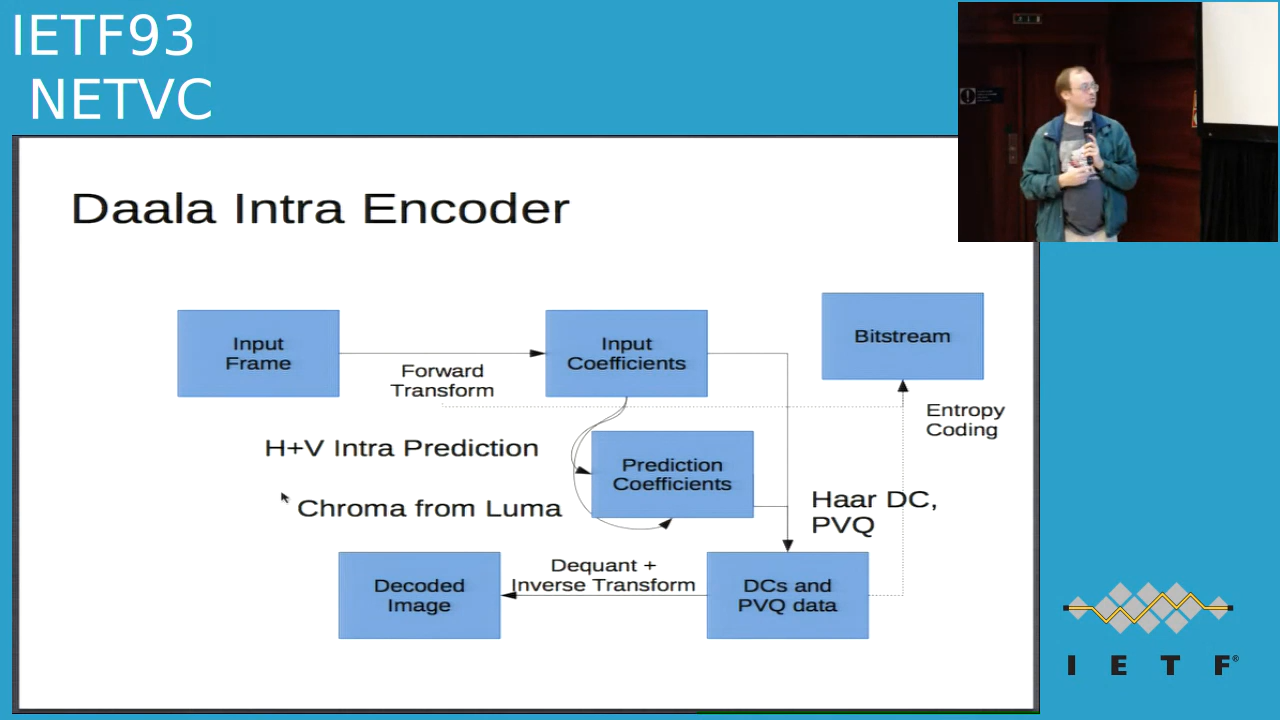 IETF93
NETVC
Daala Intra Encoder
Input
Frame
Forward
Transform
Input
Coefficients
Bitstream
Entropy
Coding
H+V Intra Prediction
Prediction
Coefficients
Chroma from Luma
Haar DC,
PVQ
Decoded
Image
Dequant +
Inverse Transform
DCs and
PVQ data
I E T F®